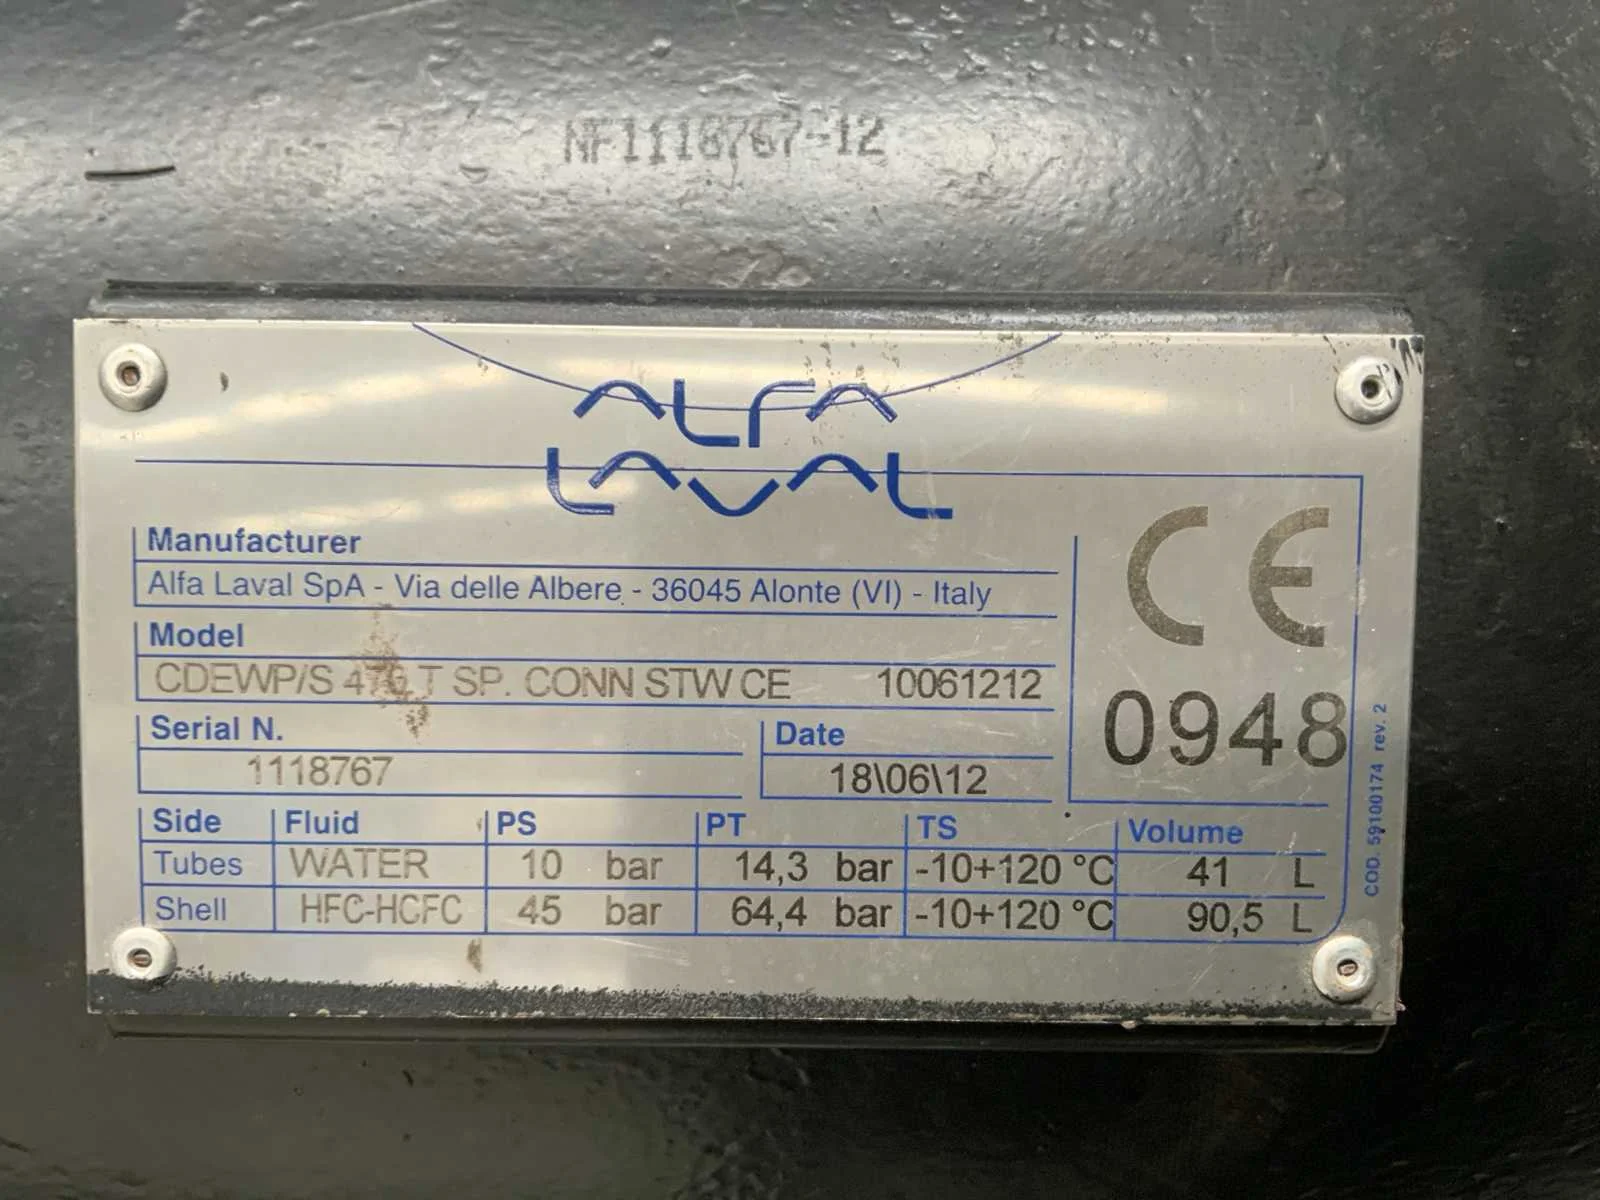 NF1118767-12
ALFA
LAVAL
Manufacturer
Alfa Laval SpA - Via delle Albere - 36045 Alonte (VI) - Italy
Model
CDEWP/S T SP. CONN STW CE 10061212
Serial N. Date
1118767 18\06\12
CE
0948
Side Fluid PS PT TS Volume
Tubes WATER 10 bar 14,3 bar -10+120 °C 41 L
Shell HFC-HCFC 45 bar 64,4 bar -10+120 °C 90,5 L
COD. 59100174 rev. 2